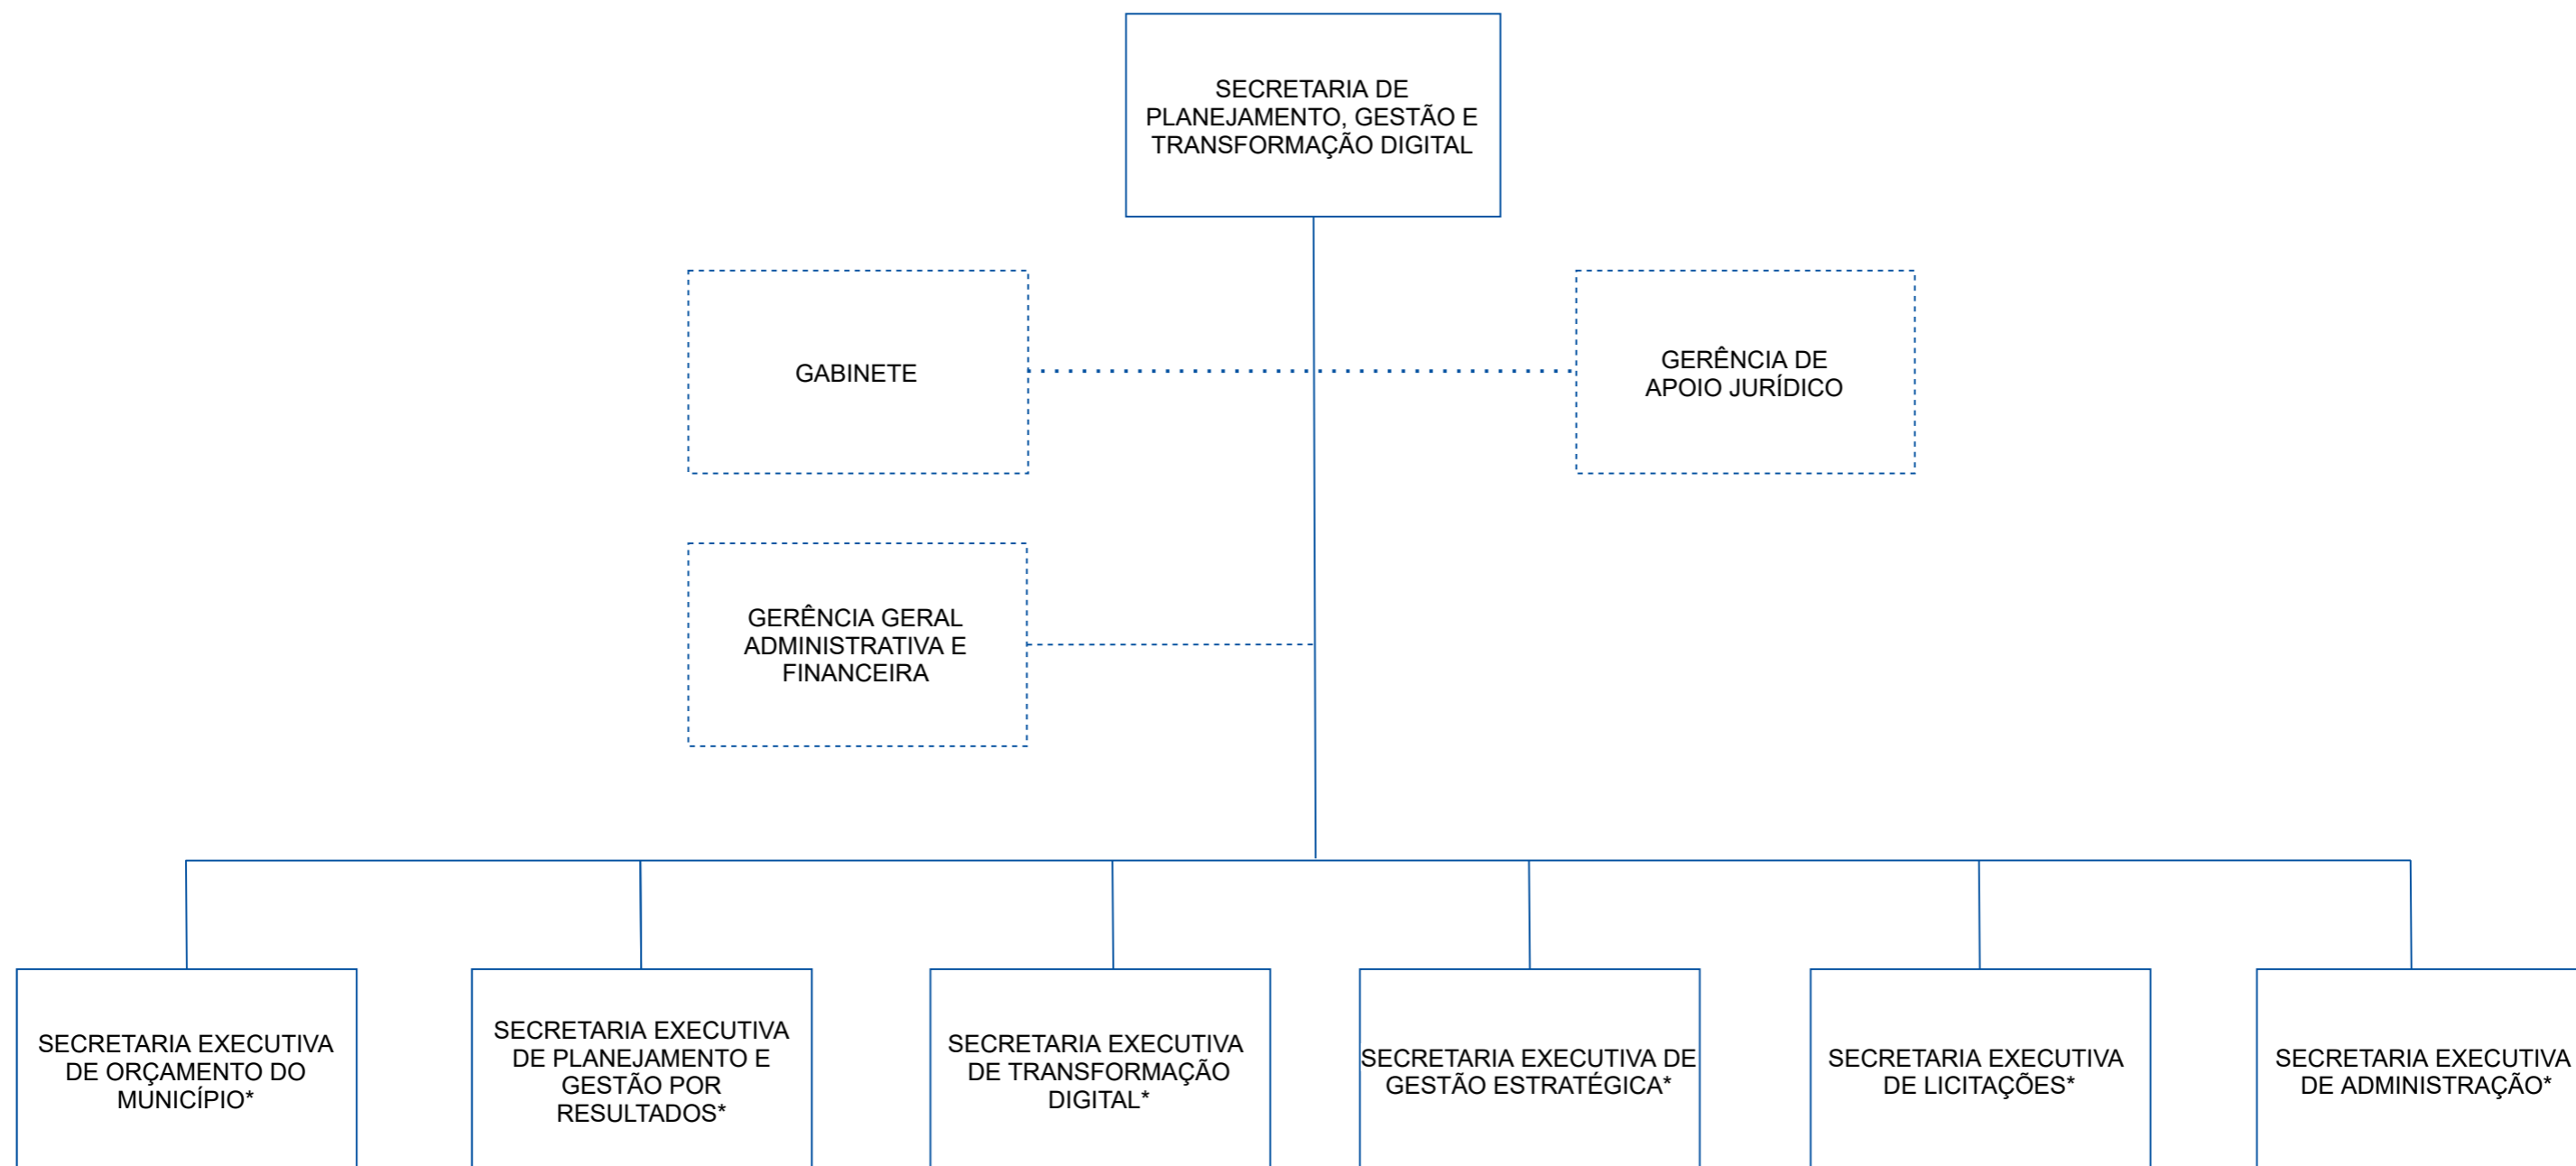 SECRETARIA DE
PLANEJAMENTO, GESTÃO E
TRANSFORMAÇÃO DIGITAL
GABINETE
GERÊNCIA DE
APOIO JURÍDICO
GERÊNCIA GERAL
ADMINISTRATIVA E
FINANCEIRA
SECRETARIA EXECUTIVA
DE ORÇAMENTO DO
MUNICÍPIO*
SECRETARIA EXECUTIVA
DE PLANEJAMENTO E
GESTÃO POR
RESULTADOS*
SECRETARIA EXECUTIVA
DE TRANSFORMAÇÃO
DIGITAL*
SECRETARIA EXECUTIVA DE
GESTÃO ESTRATÉGICA*
SECRETARIA EXECUTIVA
DE LICITAÇÕES*
SECRETARIA EXECUTIVA
DE ADMINISTRAÇÃO*